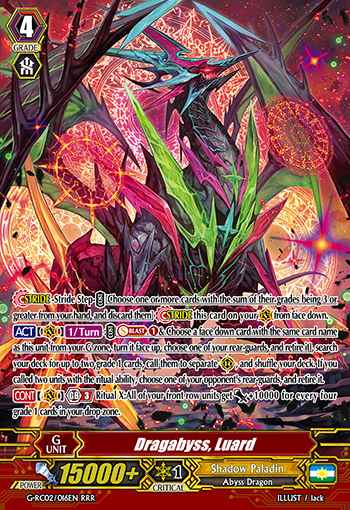 4
GRADE
STRIDE -Stride Step- [Choose one or more cards with the sum of their grades being 3 or
greater from your hand, and discard them] STRIDE this card on your from face down.
ACT 1/Turn BLAST 1 & Choose a face down card with the same card name
as this unit from your G zone, turn it face up, choose one of your rear-guards, and retire it], search
your deck for up to two grade 1 cards, call them to separate , and shuffle your deck. If you
called two units with the ritual ability, choose one of your opponent's rear-guards, and retire it.
CONT 3 Ritual X:All of your front row units get +10000 for every four
grade 1 cards in your drop zone.
G
UNIT
Dragabyss, Luard
POWER 15000+ 1 CRITICAL
Shadow Paladin
Abyss Dragon
G-RC02/016EN RRR
ILLUST / Jack